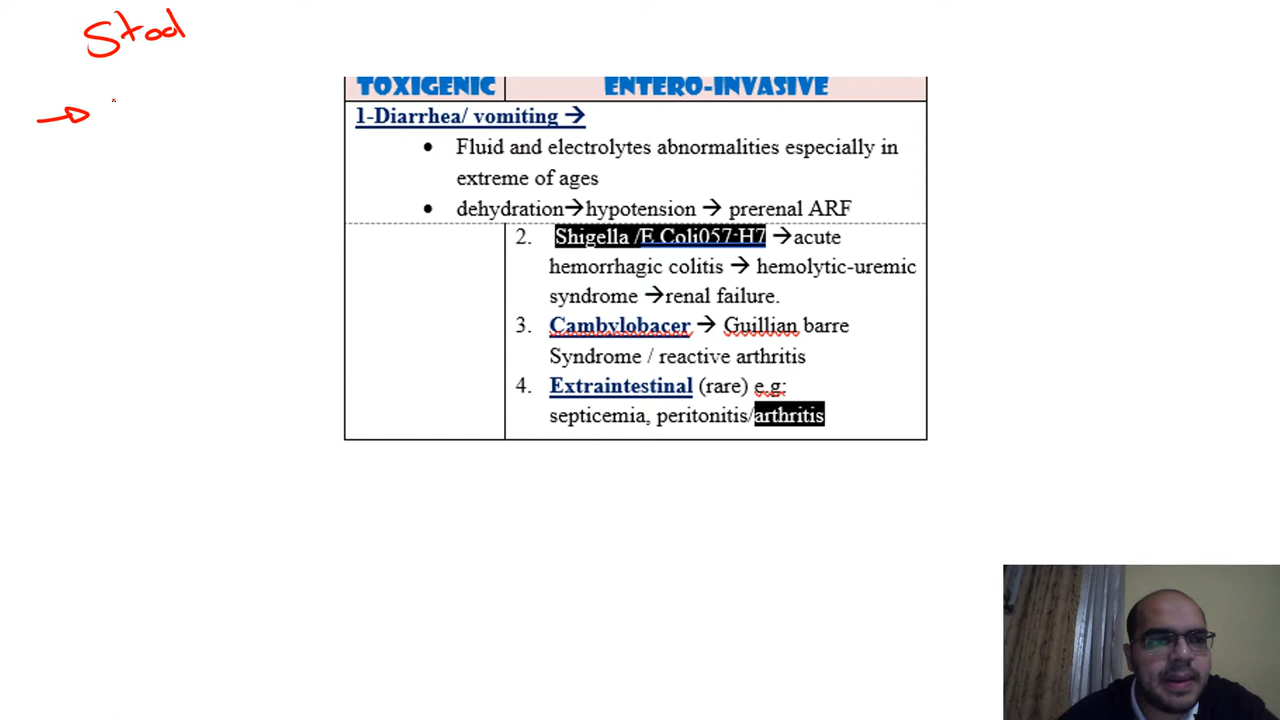 Stool
TOXIGENIC ENTERO-INVASIVE
1-Diarrhea/ vomiting →
• Fluid and electrolytes abnormalities especially in
extreme of ages
• dehydration→hypotension → prerenal ARF
2. Shigella /E Coli057:H7 →acute
hemorrhagic colitis → hemolytic-uremic
syndrome →renal failure.
3. Cambylobacer → Guillian barre
Syndrome / reactive arthritis
4. Extraintestinal (rare) e.g:
septicemia, peritonitis/arthritis